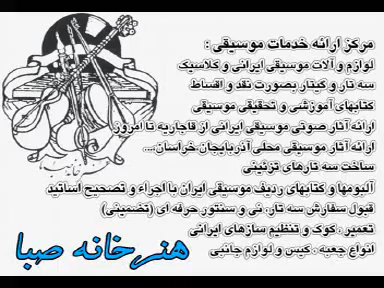 مرکز ارائه خدمات موسیقی :
لوازم و آلات موسیقی ایرانی و کلاسیک
سه تار و گیتار بصورت نقد و اقساط
کتابهای آموزشی و تحقیقی موسیقی
ارائه آثار صوتی موسیقی ایرانی از قاجاریه تا امروز
ارائه آثار موسیقی محلی آذربایجان،خراسان....
ساخت سه تارهای تزئینی
آلبومها و کتابهای ردیف موسیقی ایران با اجراء و تصحیح اساتید
قبول سفارش سه تار، نی و سنتور حرفه ای (تضمینی)
تعمیر ، کوک و تنظیم سازهای ایرانی
انواع جعبه ، کیس و لوازم جانبی
هنرخانه صبا